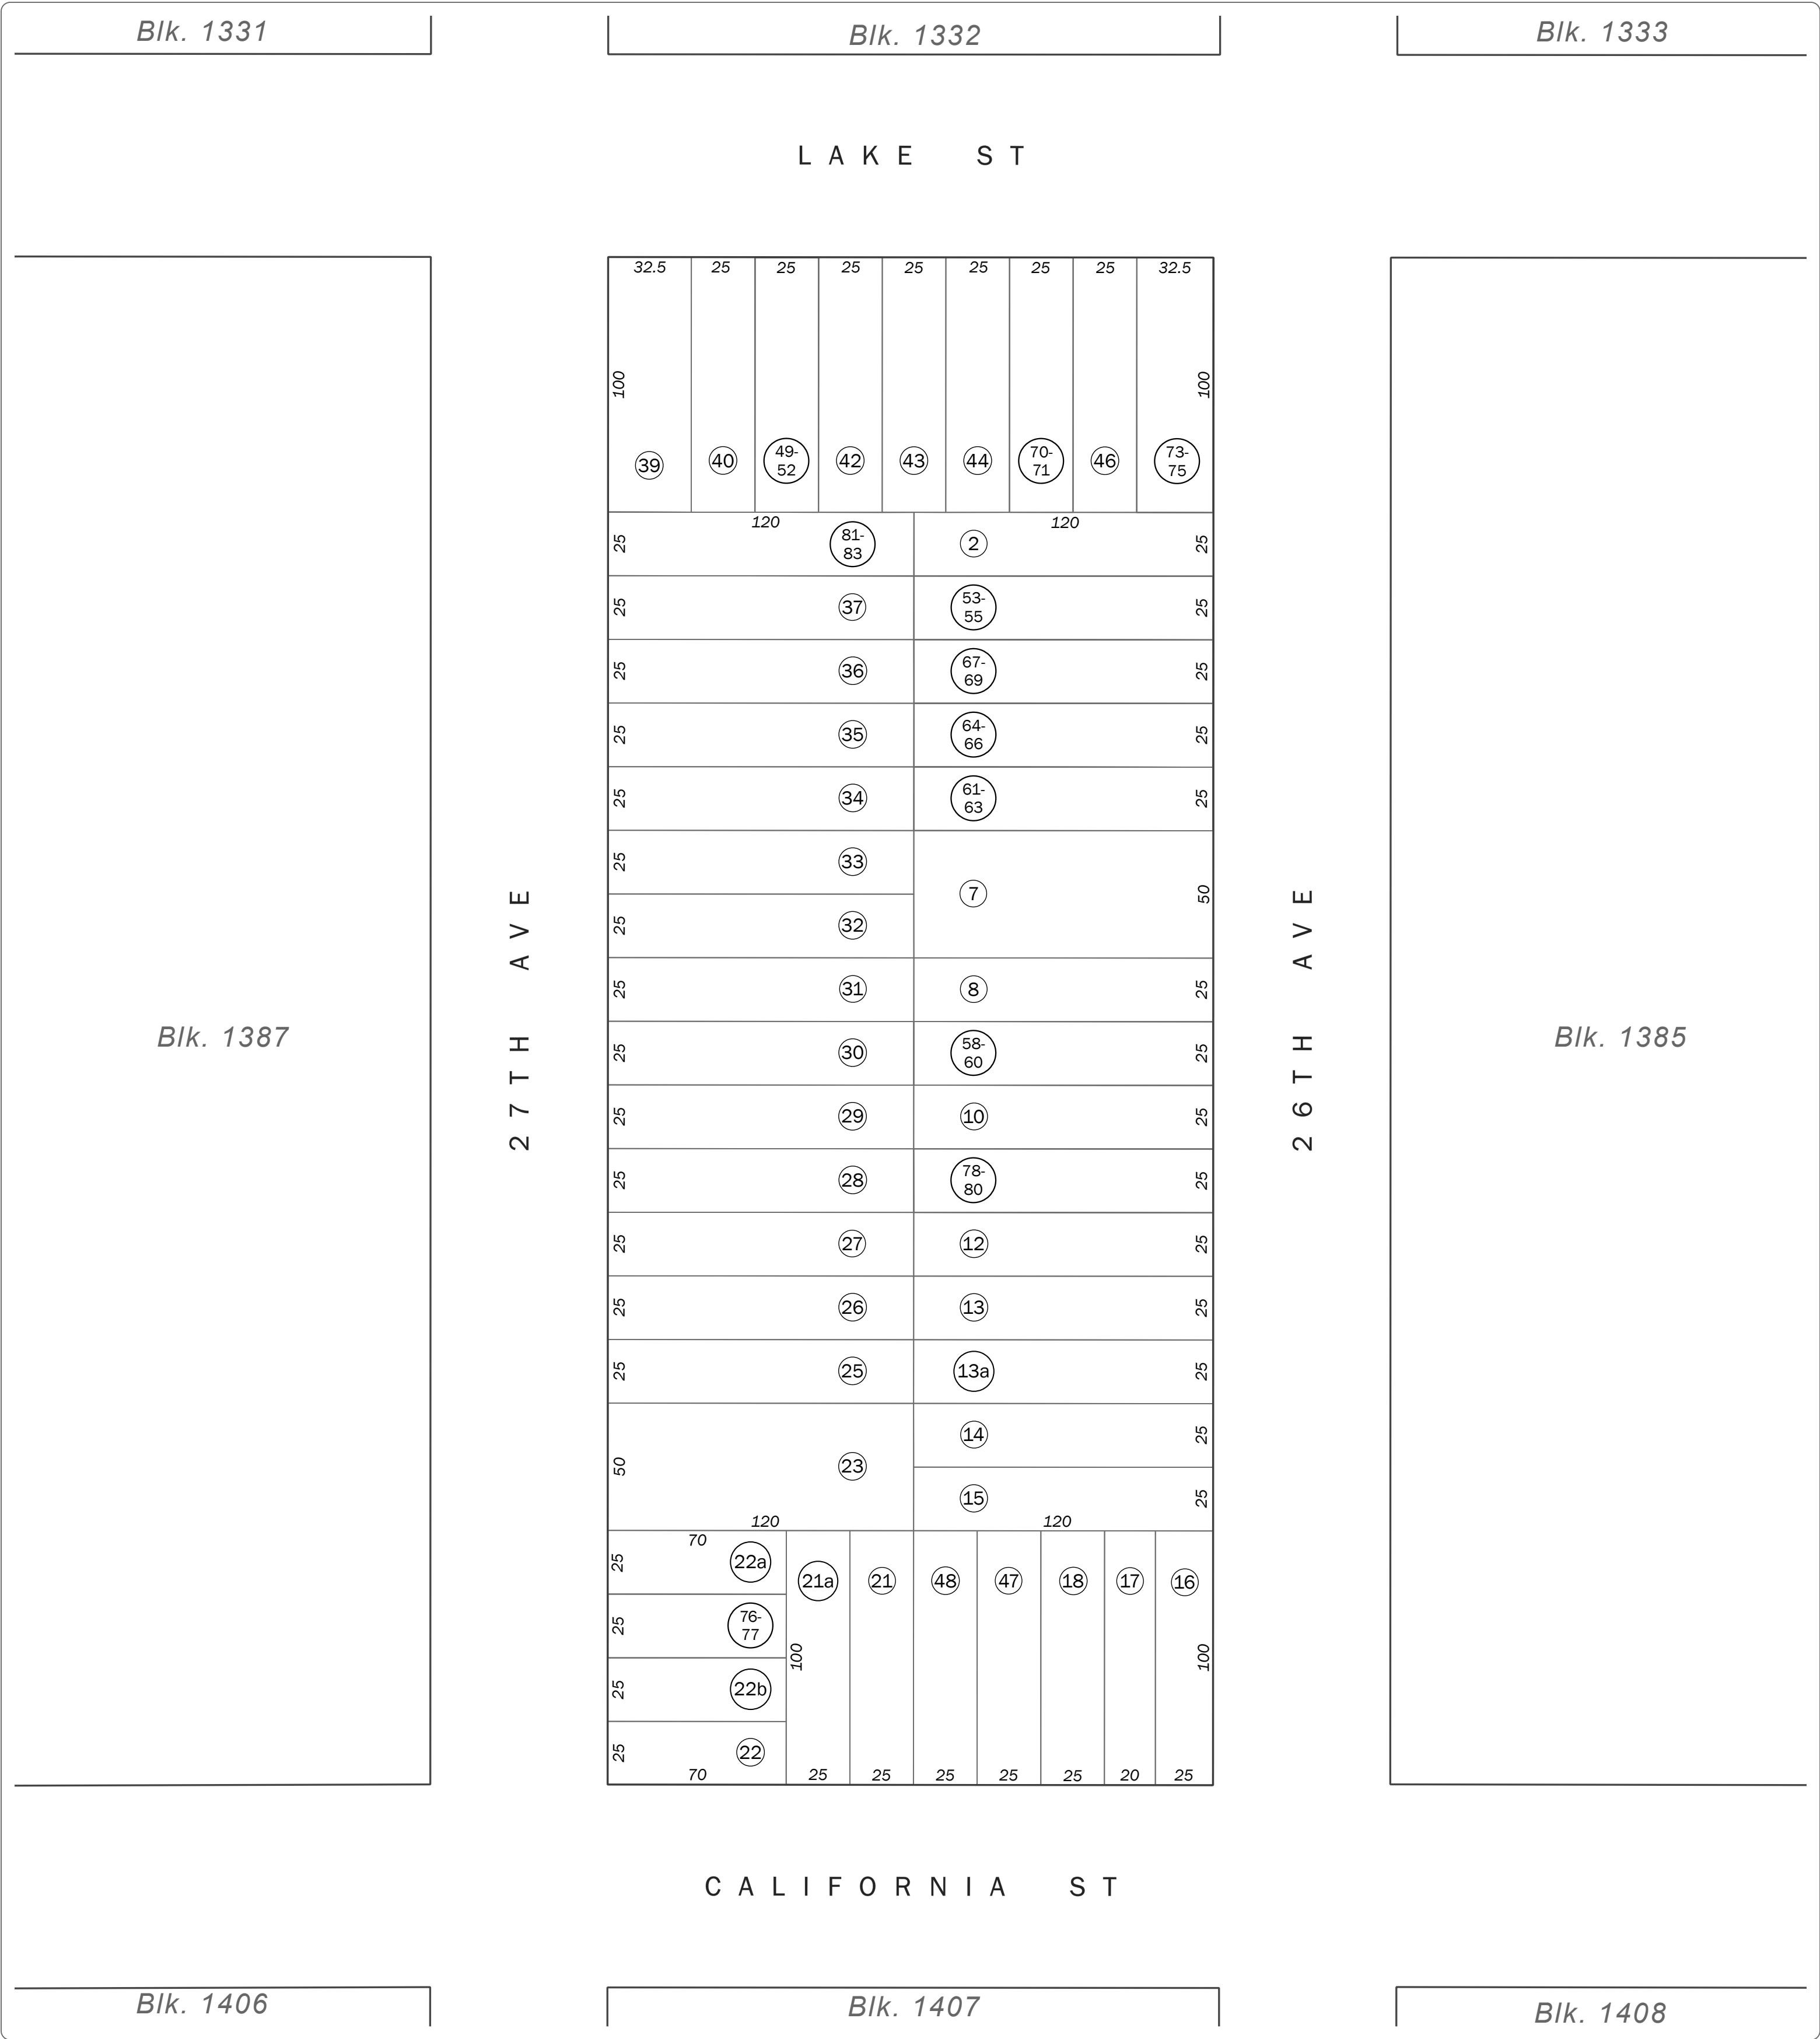 Blk. 1331
Blk. 1332
Blk. 1333
LAKE ST
32.5 25 25 25 25 25 25 25 32.5
100 100
39 40 49-52 42 43 44 70-71 46 73-75
120 120
25 81-83 2 25
25 37 53-55 25
25 36 67-69 25
25 35 64-66 25
25 34 61-63 25
25 33
7 50
25 32
27TH AVE
26TH AVE
25 31 8 25
Blk. 1387
Blk. 1385
25 30 58-60 25
25 29 10 25
25 28 78-80 25
25 27 12 25
25 26 13 25
25 25 13a 25
14 25
50 23
15 25
120 120
70
25 22a 21a 21 48 47 18 17 16
25 76-77
100 100
25 22b
25 22
70 25 25 25 25 25 20 25
CALIFORNIA ST
Blk. 1406
Blk. 1407
Blk. 1408